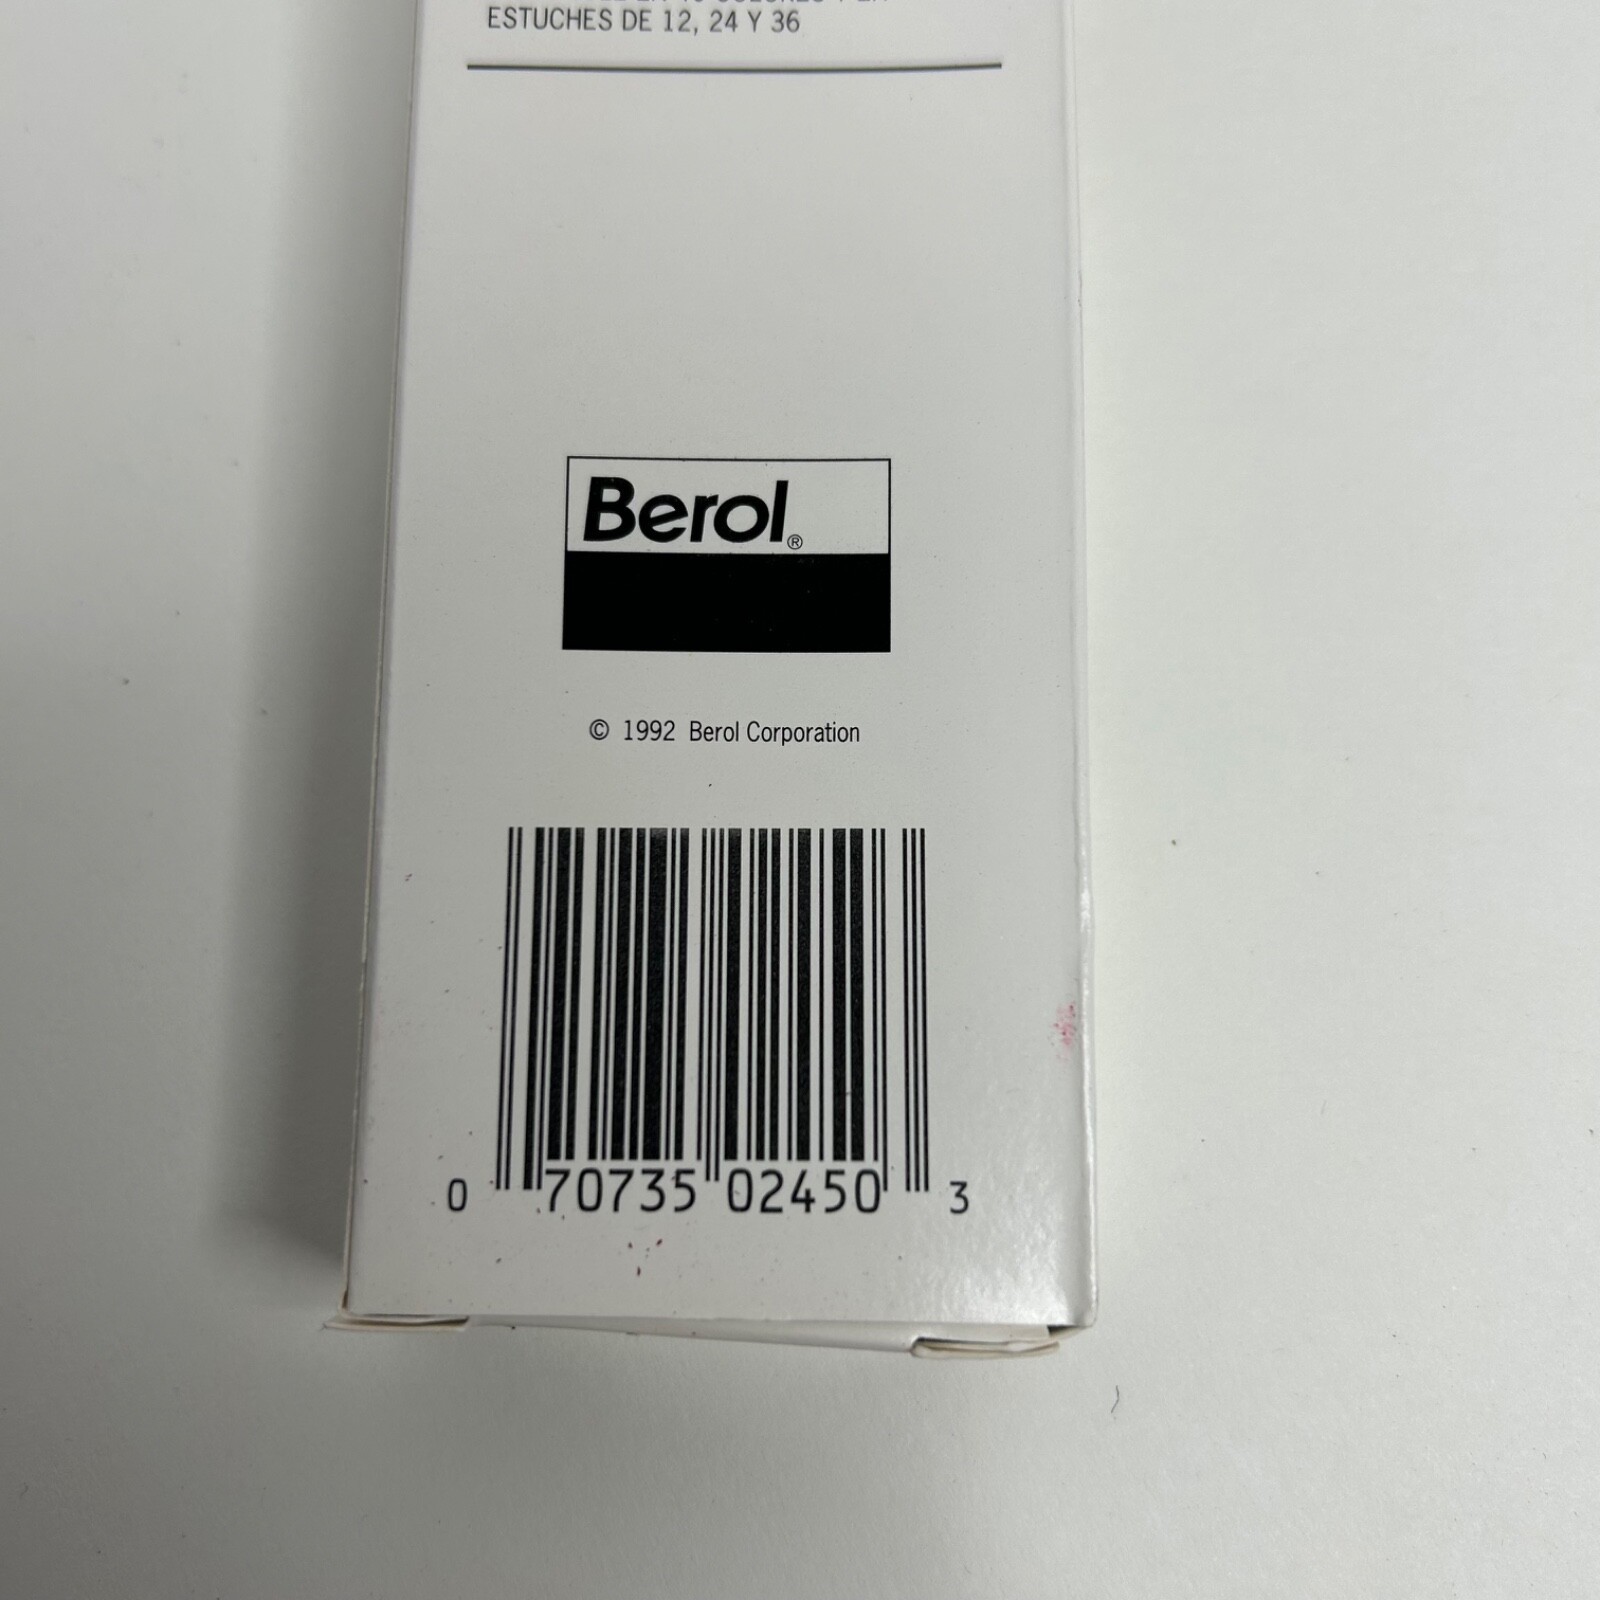 ESTUCHES DE 12, 24 Y 36
Berol®
© 1992 Berol Corporation
0 70735 02450 3